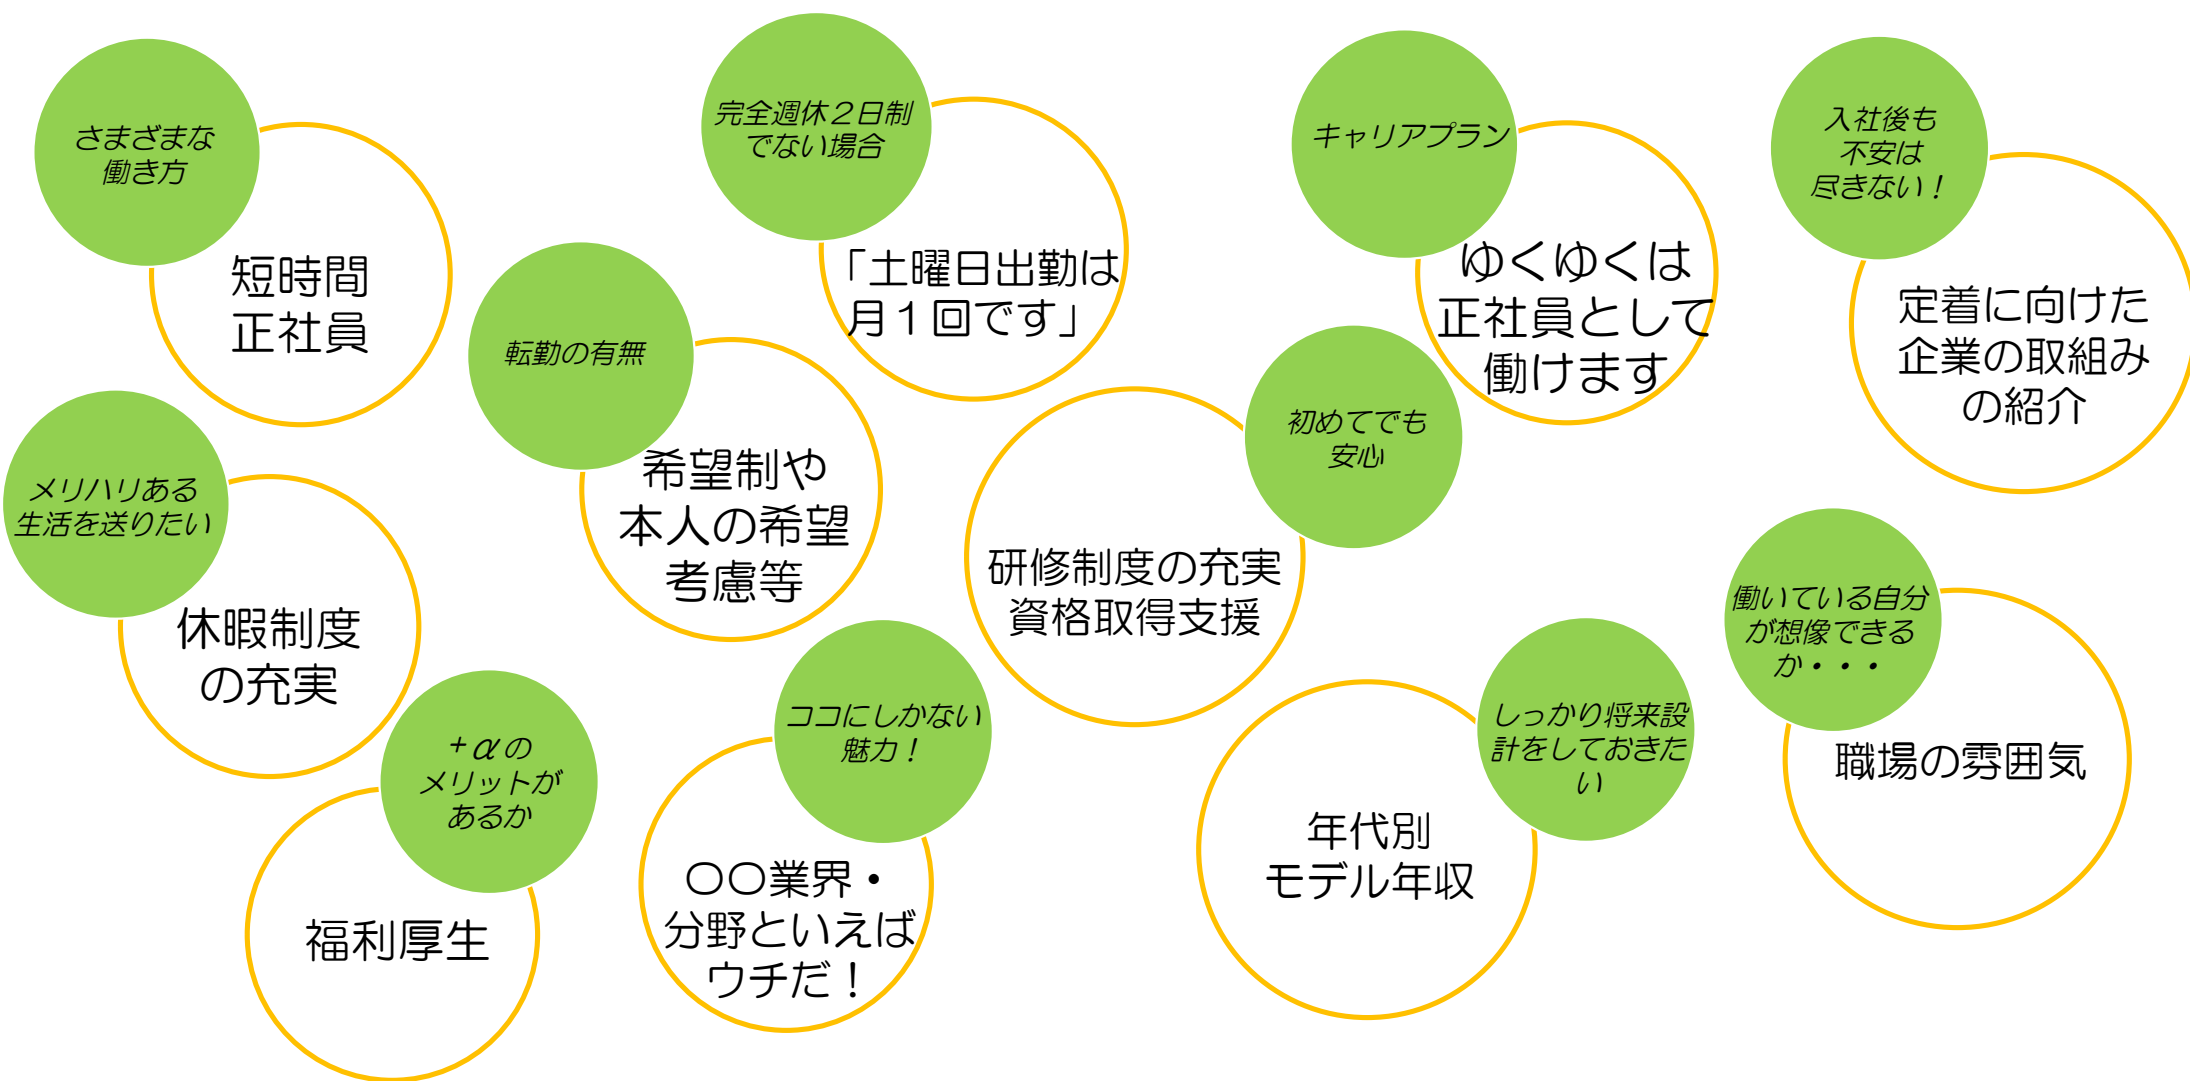 さまざまな
働き方
短時間
正社員
完全週休２日制
でない場合
「土曜日出勤は
月１回です」
キャリアプラン
ゆくゆくは
正社員として
働けます
入社後も
不安は
尽きない！
定着に向けた
企業の取組み
の紹介
転勤の有無
希望制や
本人の希望
考慮等
初めてでも
安心
研修制度の充実
資格取得支援
メリハリある
生活を送りたい
休暇制度
の充実
働いている自分
が想像できる
か・・・
職場の雰囲気
+αの
メリットが
あるか
福利厚生
ココにしかない
魅力！
〇〇業界・
分野といえば
ウチだ！
しっかり将来設
計をしておきた
い
年代別
モデル年収